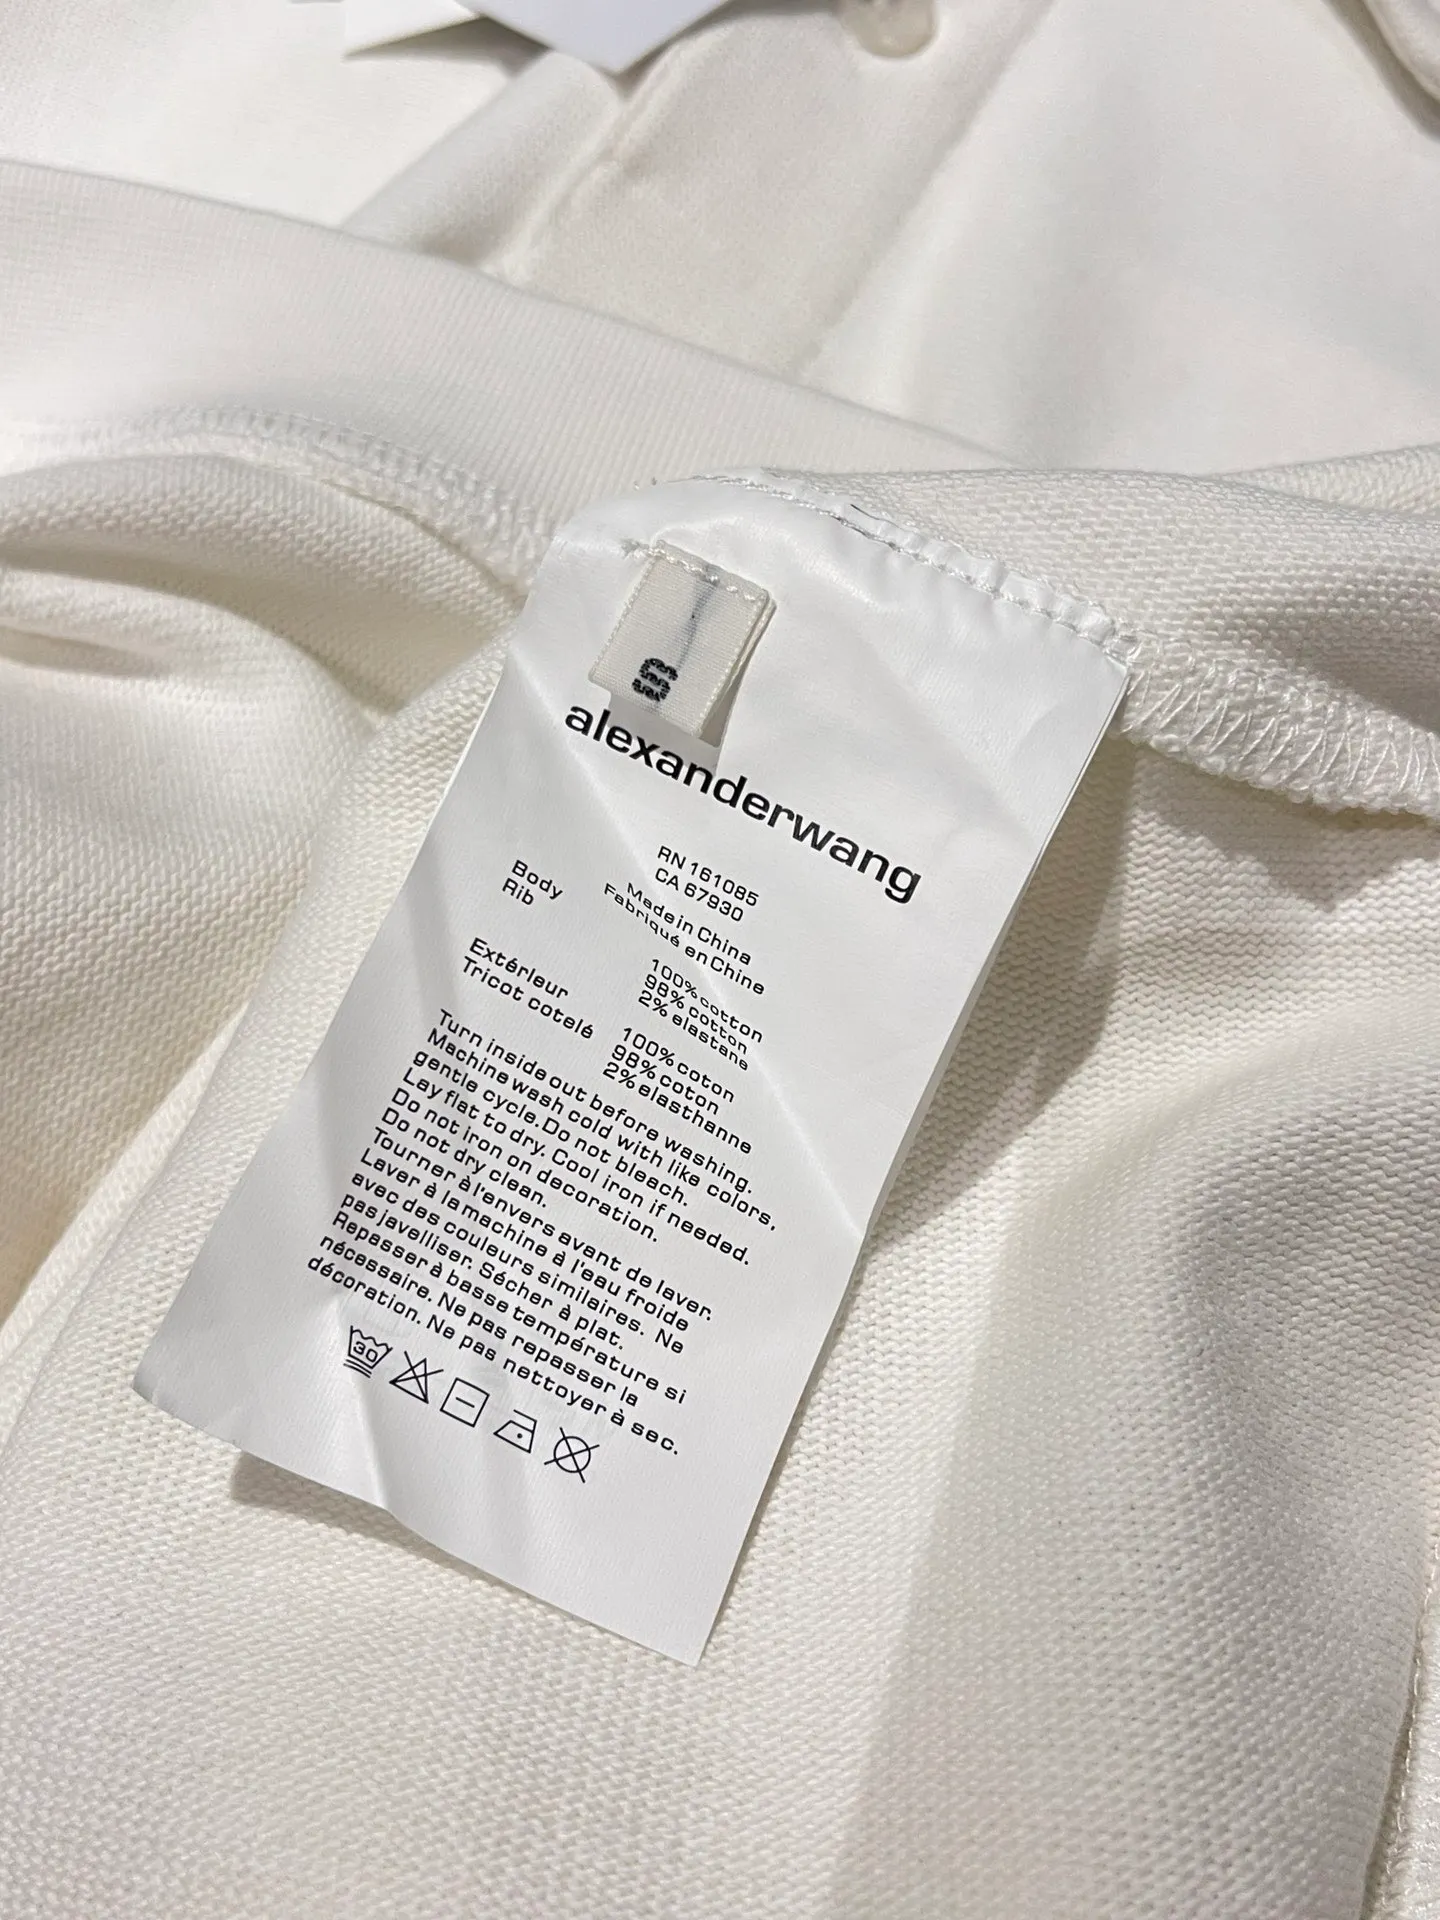 S
alexanderwang
RN 161085
CA 67930
Made in China
Fabriqué en Chine
Body
100% cotton
Rib
98% cotton
2% elastane
Extérieur
100% coton
Tricot cotelé
98% coton
2% elasthanne
Turn inside out before washing.
Machine wash cold with like colors,
gentle cycle. Do not bleach.
Lay flat to dry. Cool iron if needed.
Do not iron on decoration.
Do not dry clean.
Tourner à l'envers avant de laver.
Laver à la machine à l'eau froide
avec des couleurs similaires. Ne
pas javelliser. Sécher à plat.
Repasser à basse température si
nécessaire. Ne pas repasser la
décoration. Ne pas nettoyer à sec.
30